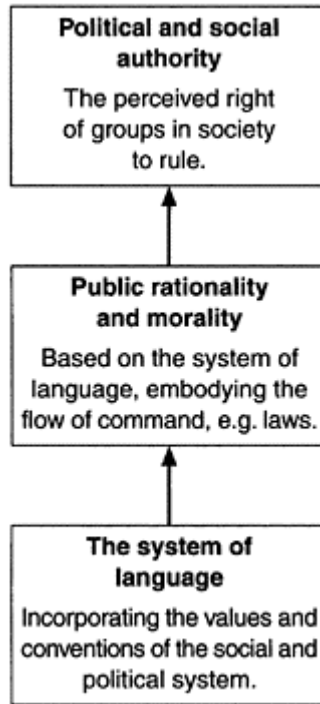 Political and social
authority
The perceived right
of groups in society
to rule.
Public rationality
and morality
Based on the system of
language, embodying the
flow of command, e.g. laws.
The system of
language
Incorporating the values and
conventions of the social and
political system.